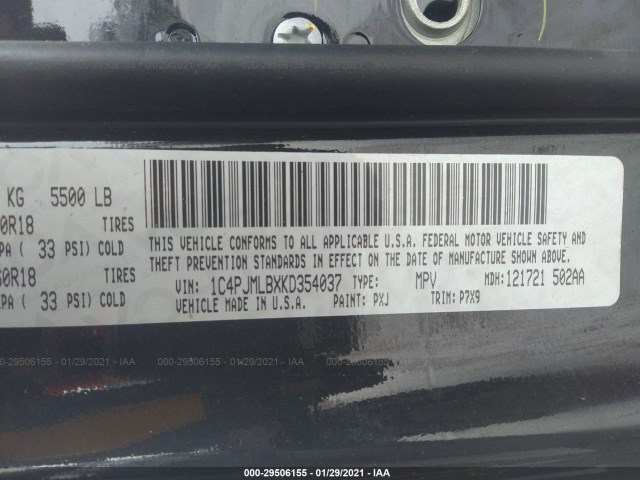 KG 5500 LB
0R18 TIRES
PA ( 33 PSI) COLD
60R18 TIRES
PA ( 33 PSI) COLD
THIS VEHICLE CONFORMS TO ALL APPLICABLE U.S.A. FEDERAL MOTOR VEHICLE SAFETY AND
THEFT PREVENTION STANDARDS IN EFFECT ON THE DATE OF MANUFACTURE SHOWN ABOVE.
VIN: 1C4PJMLBXKD354037 TYPE: MPV MDH: 121721 502AA
VEHICLE MADE IN U.S.A. PAINT: PXJ TRIM: P7X9
000-29506155 - 01/29/2021 - IAA
000-29506155 - 01/29/2021 - IAA
000-29506155 - 01/29/2021 - IAA